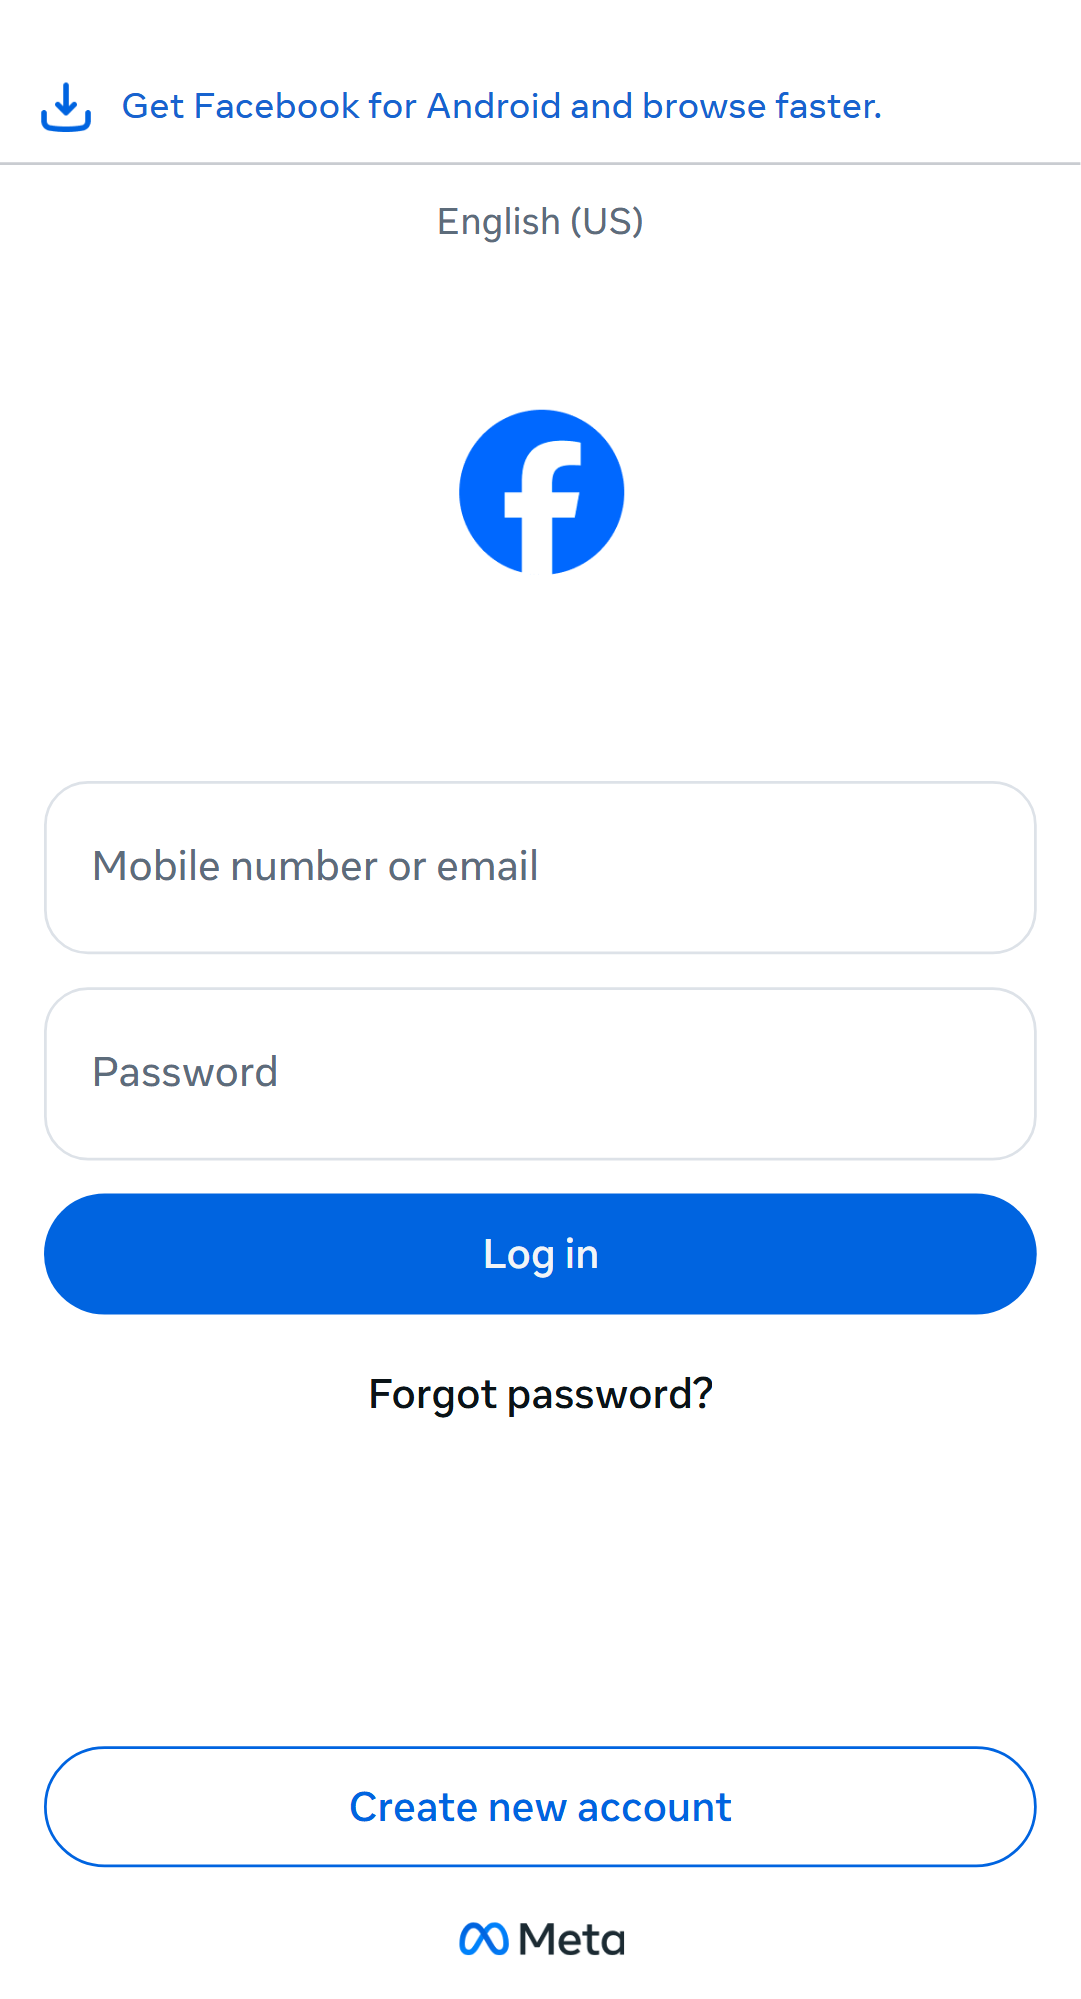 Get Facebook for Android and browse faster.
English (US)
Mobile number or email
Password
Log in
Forgot password?
Create new account
Meta